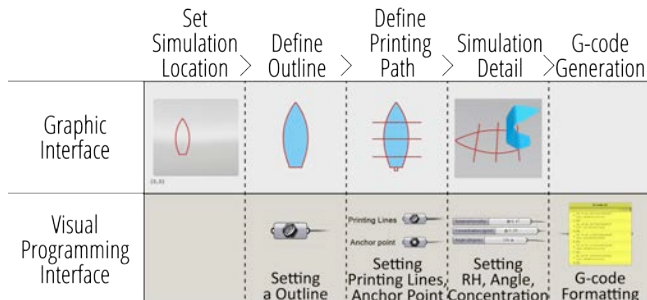 Set Simulation Location >
Define Outline >
Define Printing Path >
Simulation Detail >
G-code Generation
Graphic Interface
(0,0)
Visual Programming Interface
Setting a Outline
Printing Lines
Anchor point
Setting Printing Lines, Anchor Point
Setting RH, Angle, Concentration
G-code Formatting